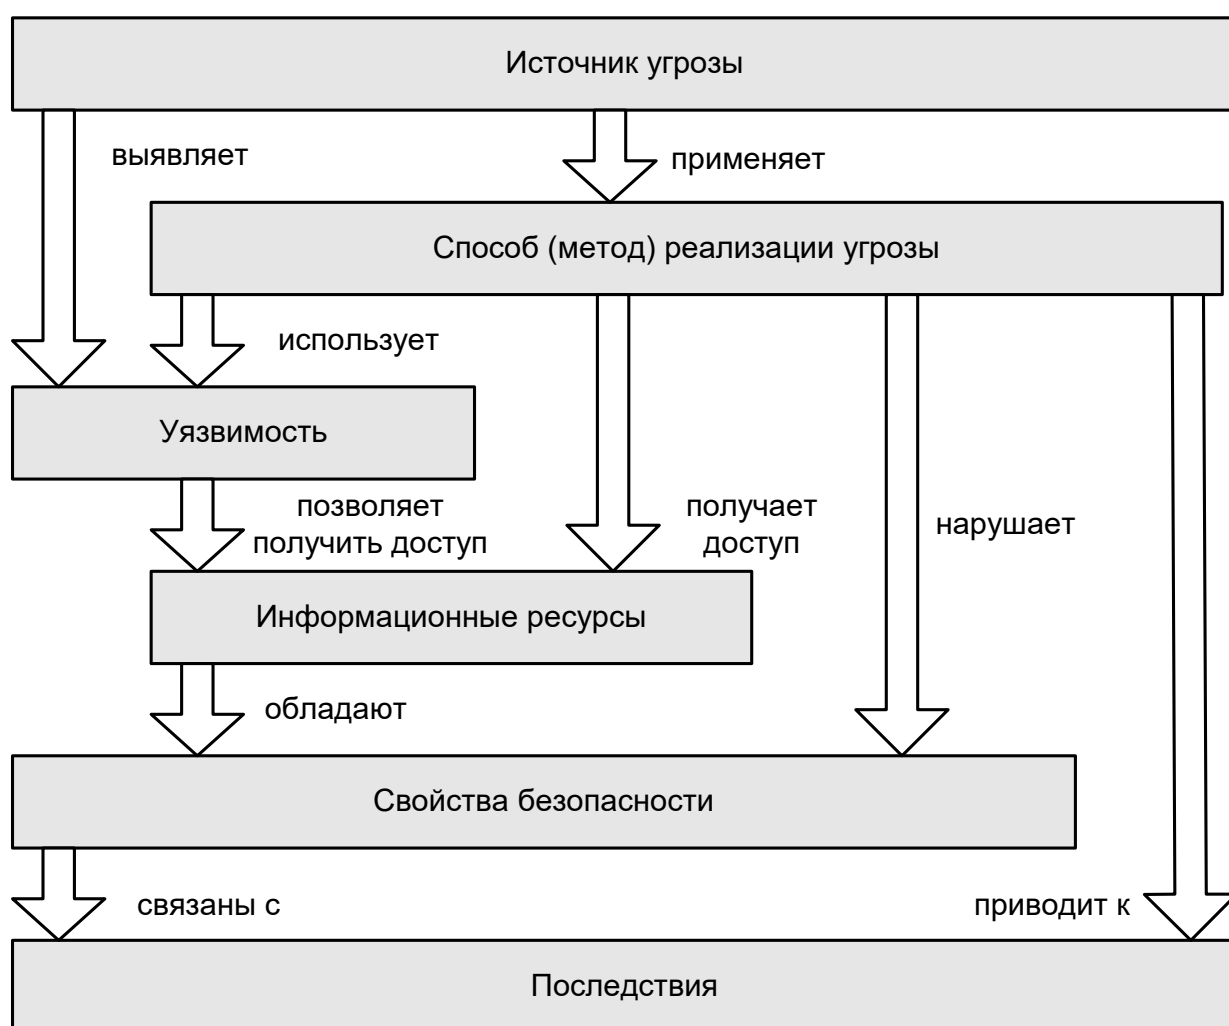 Источник угрозы
выявляет
применяет
Способ (метод) реализации угрозы
использует
Уязвимость
позволяет
получить доступ
получает
доступ
нарушает
Информационные ресурсы
обладают
Свойства безопасности
связаны с
приводит к
Последствия